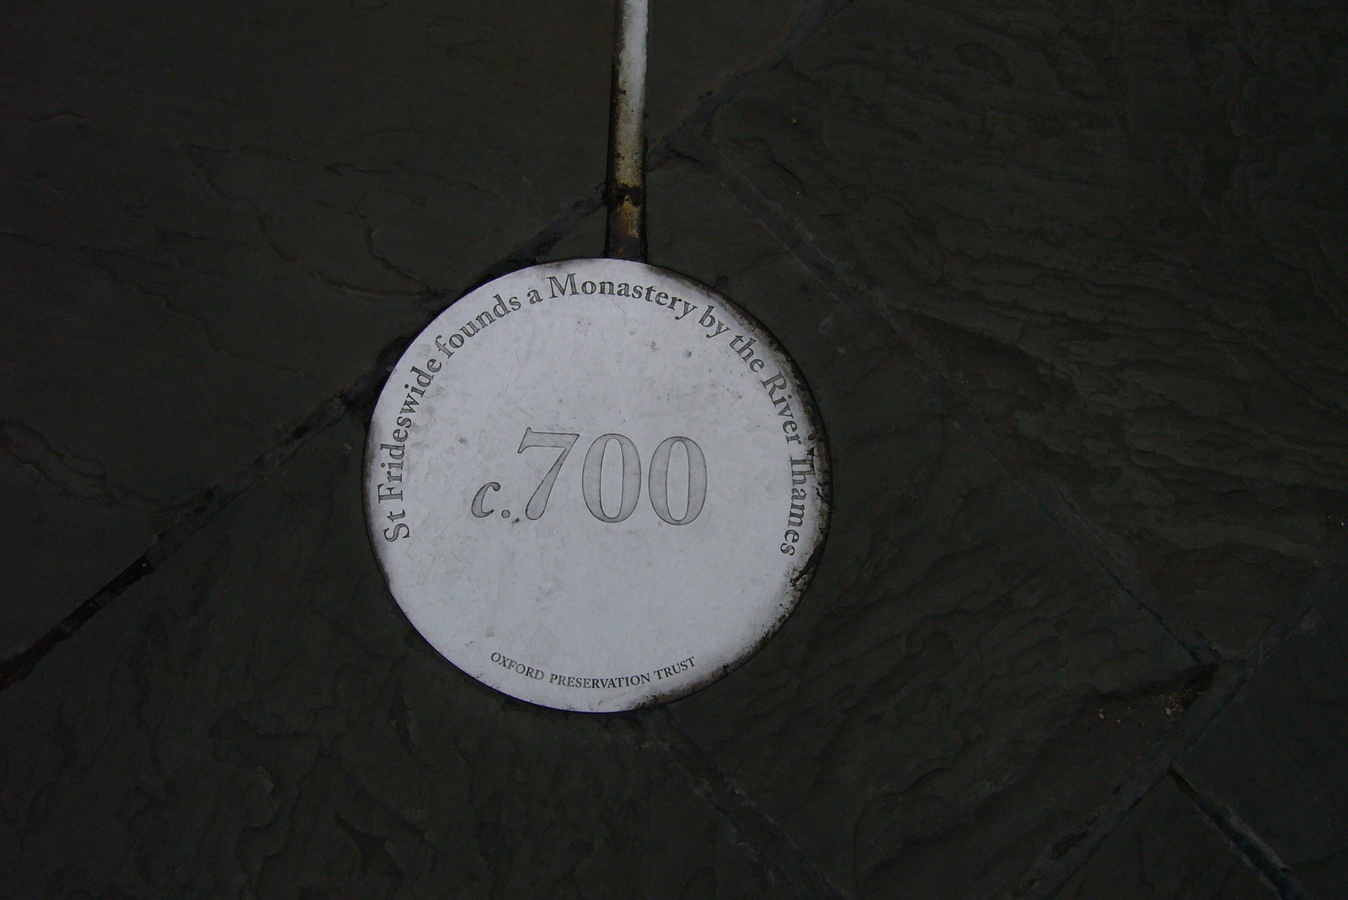 St Frideswide founds a Monastery by the River Thames
c.700
OXFORD PRESERVATION TRUST